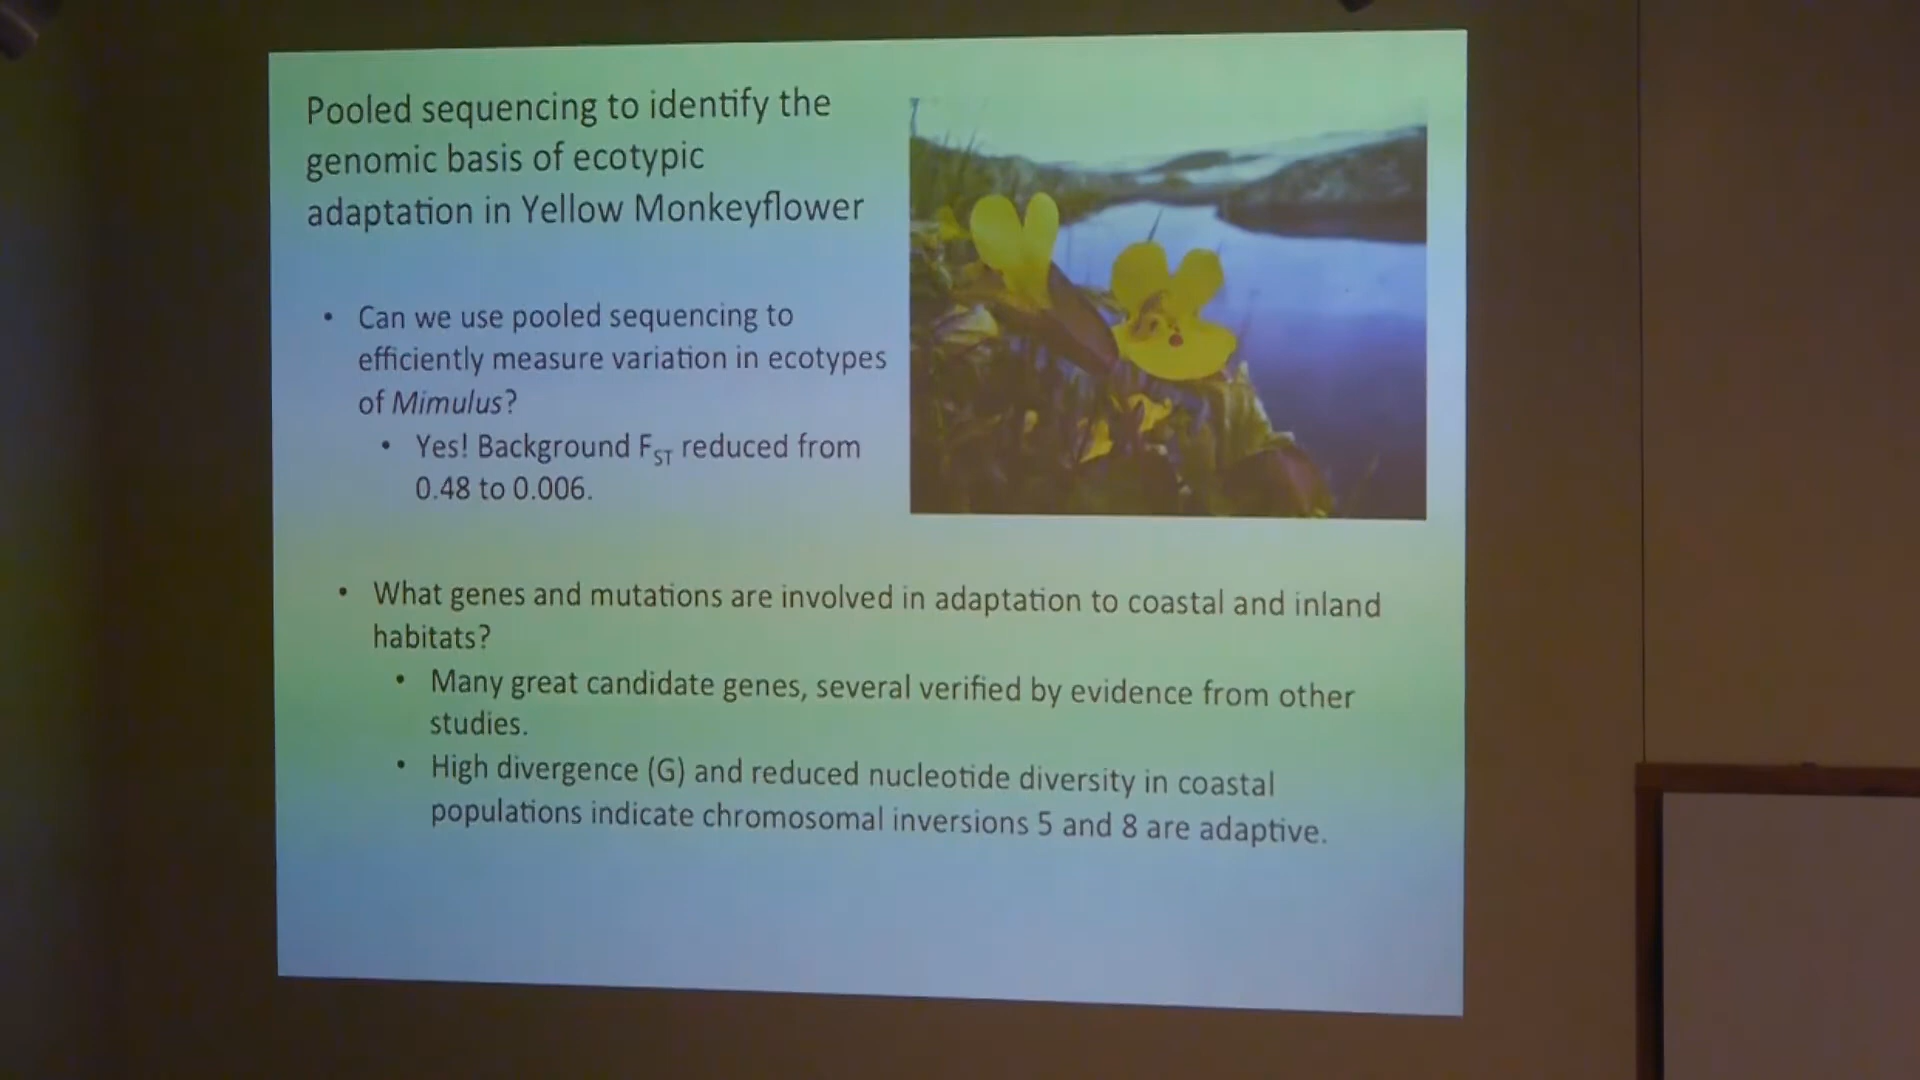 Pooled sequencing to identify the
genomic basis of ecotypic
adaptation in Yellow Monkeyflower
• Can we use pooled sequencing to
efficiently measure variation in ecotypes
of Mimulus?
• Yes! Background FST reduced from
0.48 to 0.006.
• What genes and mutations are involved in adaptation to coastal and inland
habitats?
• Many great candidate genes, several verified by evidence from other
studies.
• High divergence (G) and reduced nucleotide diversity in coastal
populations indicate chromosomal inversions 5 and 8 are adaptive.